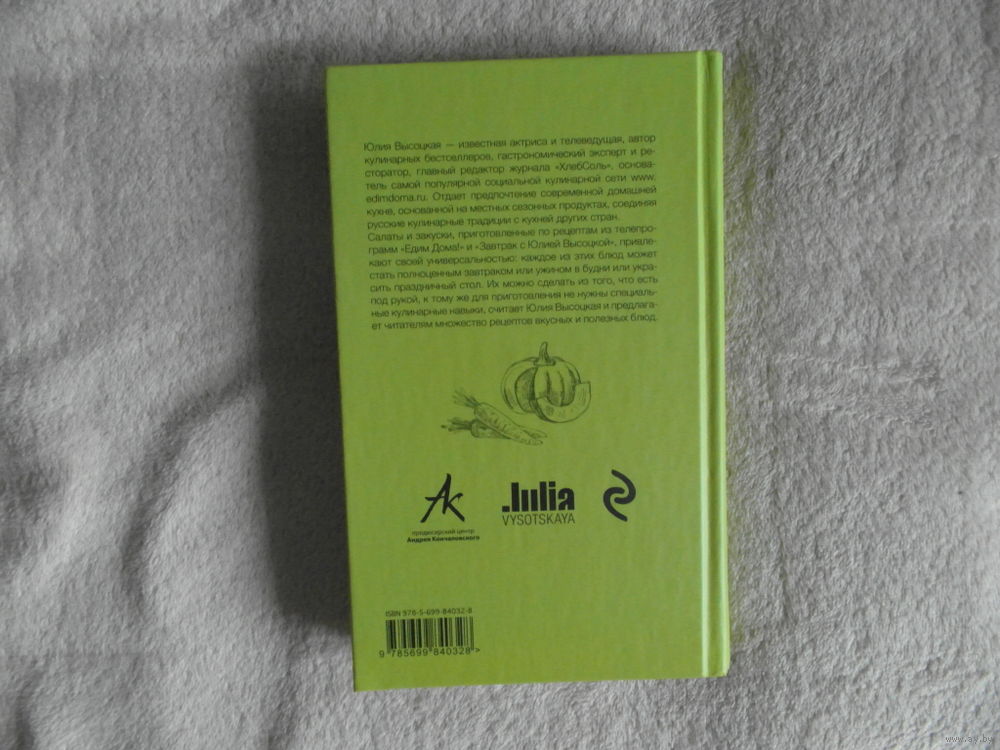 Юлия Высоцкая — известная актриса и телеведущая, автор
кулинарных бестселлеров, гастрономический эксперт и ре-
сторатор, главный редактор журнала «ХлебСоль», основа-
тель самой популярной социальной кулинарной сети www.
edimdoma.ru. Отдает предпочтение современной домашней
кухне, основанной на местных сезонных продуктах, соединяя
русские кулинарные традиции с кухней других стран.
Салаты и закуски, приготовленные по рецептам из телепро-
грамм «Едим Дома!» и «Завтрак с Юлией Высоцкой», привле-
кают своей универсальностью: каждое из этих блюд может
стать полноценным завтраком или ужином в будни или укра-
сить праздничный стол. Их можно сделать из того, что есть
под рукой, к тому же для приготовления не нужны специаль-
ные кулинарные навыки, считает Юлия Высоцкая и предлага-
ет читателям множество рецептов вкусных и полезных блюд.
АК
продюсерский центр
Андрея Кончаловского
Julia
VYSOTSKAYA
ISBN 978-5-699-84032-8
9 785699 840328 >
www.ay.by